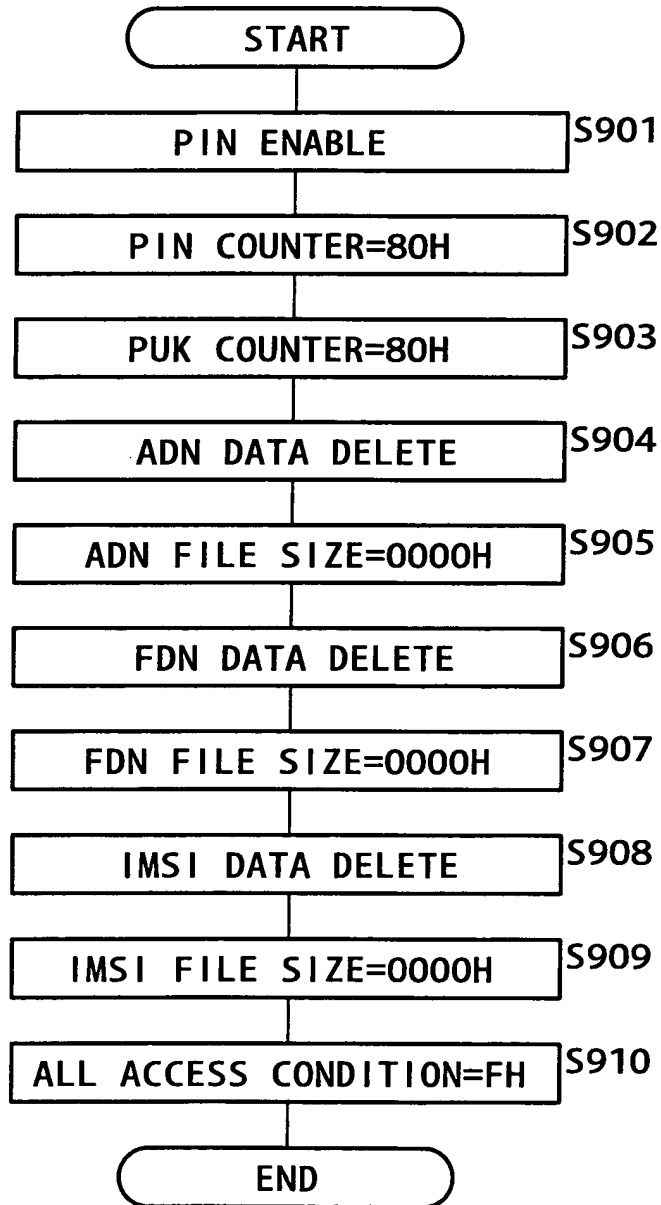 START
PIN ENABLE
S901
PIN COUNTER=80H
S902
PUK COUNTER=80H
S903
ADN DATA DELETE
S904
ADN FILE SIZE=0000H
S905
FDN DATA DELETE
S906
FDN FILE SIZE=0000H
S907
IMSI DATA DELETE
S908
IMSI FILE SIZE=0000H
S909
ALL ACCESS CONDITION=FH
S910
END